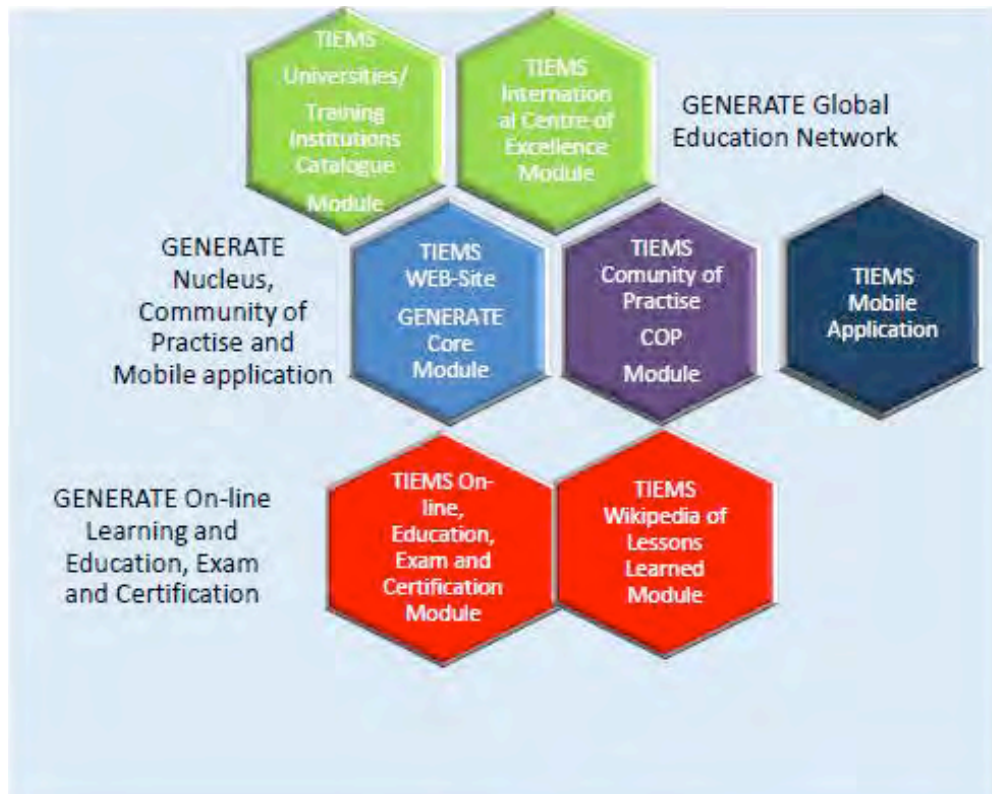 TIEMS
Universities/
Training
Institutions
Catalogue
Module
TIEMS
Internation
al Centre of
Excellence
Module
GENERATE Global
Education Network
GENERATE
Nucleus,
Community of
Practise and
Mobile application
TIEMS
WEB-Site
GENERATE
Core
Module
TIEMS
Comunity of
Practise
COP
Module
TIEMS
Mobile
Application
GENERATE On-line
Learning and
Education, Exam
and Certification
TIEMS On-
line,
Education,
Exam and
Certification
Module
TIEMS
Wikipedia of
Lessons
Learned
Module